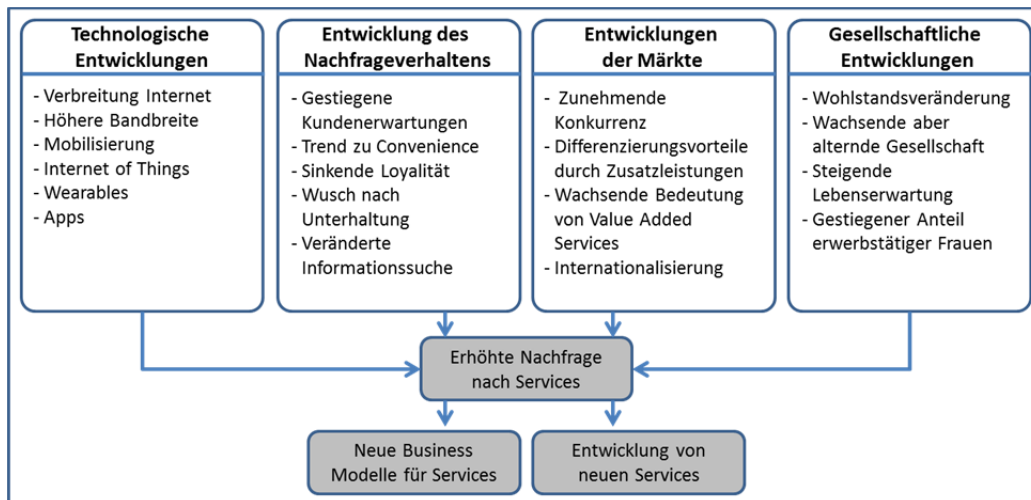 Technologische
Entwicklungen
- Verbreitung Internet
- Höhere Bandbreite
- Mobilisierung
- Internet of Things
- Wearables
- Apps
Entwicklung des
Nachfrageverhaltens
- Gestiegene
Kundenerwartungen
- Trend zu Convenience
- Sinkende Loyalität
- Wusch nach
Unterhaltung
- Veränderte
Informationssuche
Entwicklungen
der Märkte
- Zunehmende
Konkurrenz
- Differenzierungsvorteile
durch Zusatzleistungen
- Wachsende Bedeutung
von Value Added
Services
- Internationalisierung
Gesellschaftliche
Entwicklungen
- Wohlstandsveränderung
- Wachsende aber
alternde Gesellschaft
- Steigende
Lebenserwartung
- Gestiegener Anteil
erwerbstätiger Frauen
Erhöhte Nachfrage
nach Services
Neue Business
Modelle für Services
Entwicklung von
neuen Services